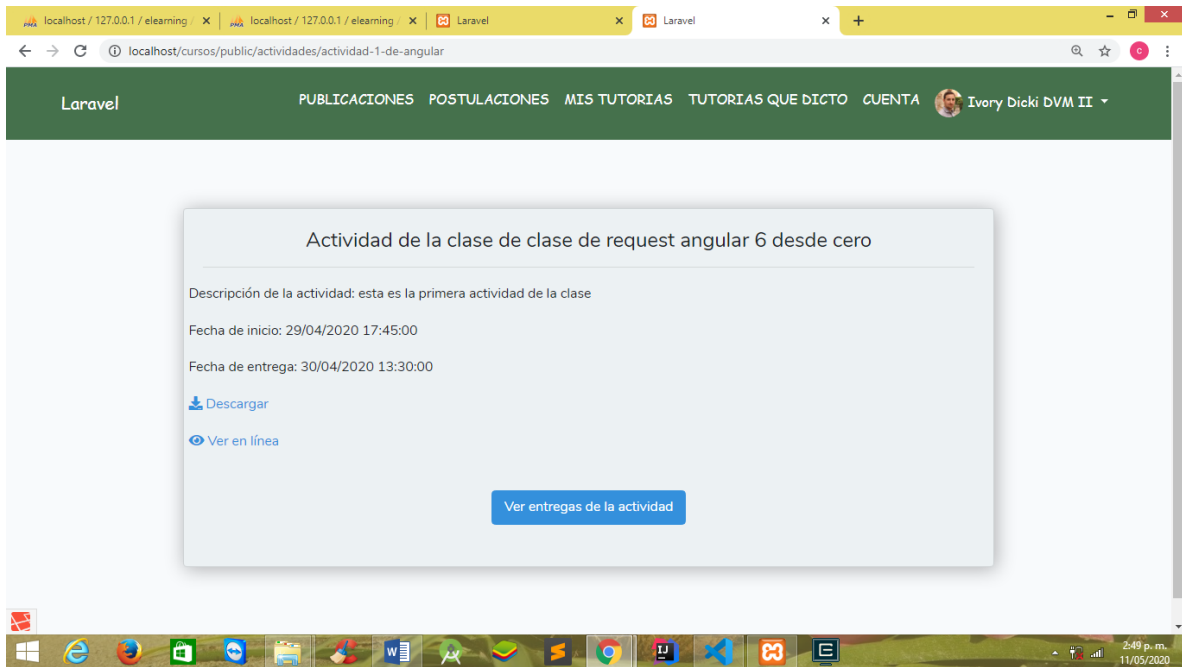 localhost / 127.0.0.1 / elearning /
localhost / 127.0.0.1 / elearning /
Laravel
Laravel
localhost/cursos/public/actividades/actividad-1-de-angular
c
Laravel
PUBLICACIONES POSTULACIONES MIS TUTORIAS TUTORIAS QUE DICTO CUENTA Ivory Dicki DVM II
Actividad de la clase de clase de request angular 6 desde cero
Descripción de la actividad: esta es la primera actividad de la clase
Fecha de inicio: 29/04/2020 17:45:00
Fecha de entrega: 30/04/2020 13:30:00
Descargar
Ver en línea
Ver entregas de la actividad
2:49 p. m.
11/05/2020